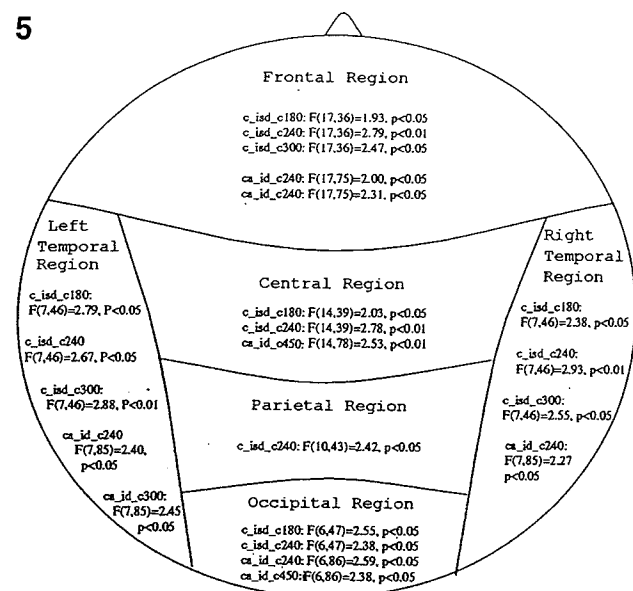 5
Frontal Region
c_isd_c180: F(17,36)=1.93, p<0.05
c_isd_c240: F(17,36)=2.79, p<0.01
c_isd_c300: F(17,36)=2.47, p<0.05
ca_id_c240: F(17,75)=2.00, p<0.05
ca_id_c240: F(17,75)=2.31, p<0.05
Left
Temporal
Region
c_isd_c180:
F(7,46)=2.79, P<0.05
c_isd_c240
F(7,46)=2.67, P<0.05
c_isd_c300:
F(7,46)=2.88, P<0.01
ca_id_c240
F(7,85)=2.40,
p<0.05
ca_id_c300:
F(7,85)=2.45
p<0.05
Central Region
c_isd_c180: F(14,39)=2.03, p<0.05
c_isd_c240: F(14,39)=2.78, p<0.01
ca_id_c450: F(14,78)=2.53, p<0.01
Parietal Region
c_isd_c240: F(10,43)=2.42, p<0.05
Occipital Region
c_isd_c180: F(6,47)=2.55, p<0.05
c_isd_c240: F(6,47)=2.38, p<0.05
ca_id_c240: F(6,86)=2.59, p<0.05
ca_id_c450: F(6,86)=2.38, p<0.05
Right
Temporal
Region
c_isd_c180:
F(7,46)=2.38, p<0.05
c_isd_c240:
F(7,46)=2.93, p<0.01
c_isd_c300:
F(7,46)=2.55, p<0.05
ca_id_c240:
F(7,85)=2.27
p<0.05